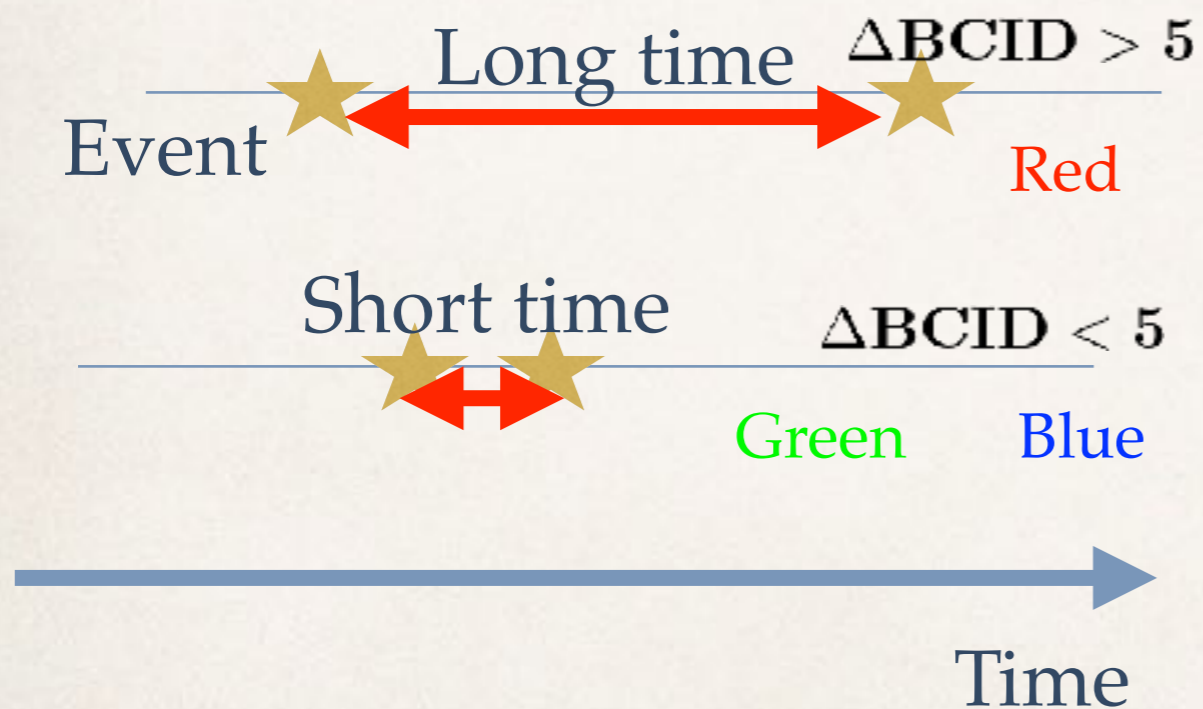 Long time ΔBCID > 5
Event
Red
Short time
ΔBCID < 5
Green Blue
Time